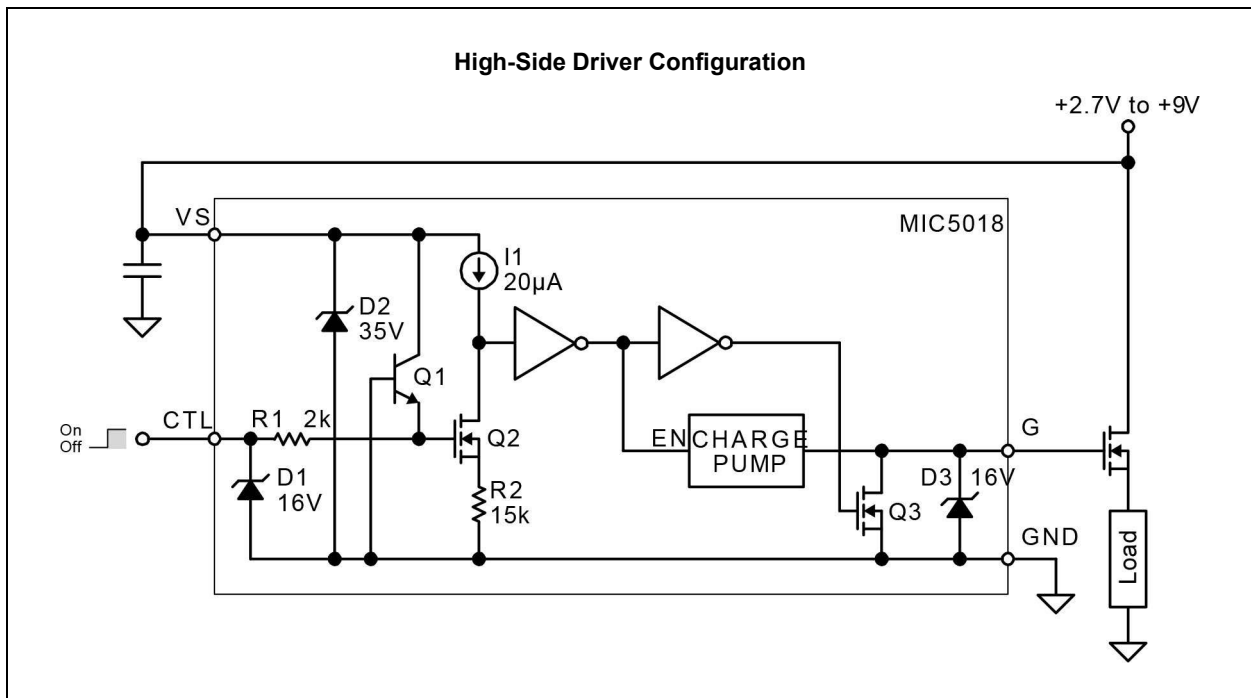 High-Side Driver Configuration
+2.7V to +9V
VS
MIC5018
I1
20µA
D2
35V
Q1
On
Off
CTL
R1 2k
Q2
EN
CHARGE
PUMP
G
D1
16V
R2
15k
Q3
D3 16V
GND
Load